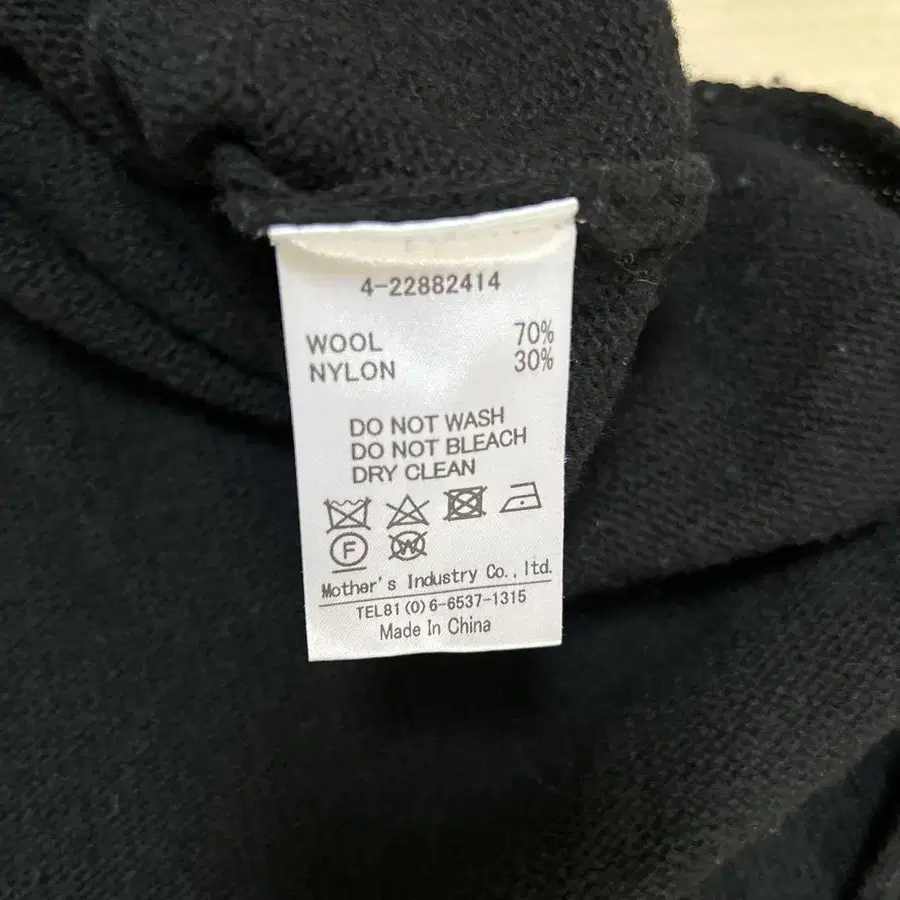 4-22882414
WOOL 70%
NYLON 30%
DO NOT WASH
DO NOT BLEACH
DRY CLEAN
F W
Mother's Industry Co., ltd.
TEL81(0)6-6537-1315
Made In China